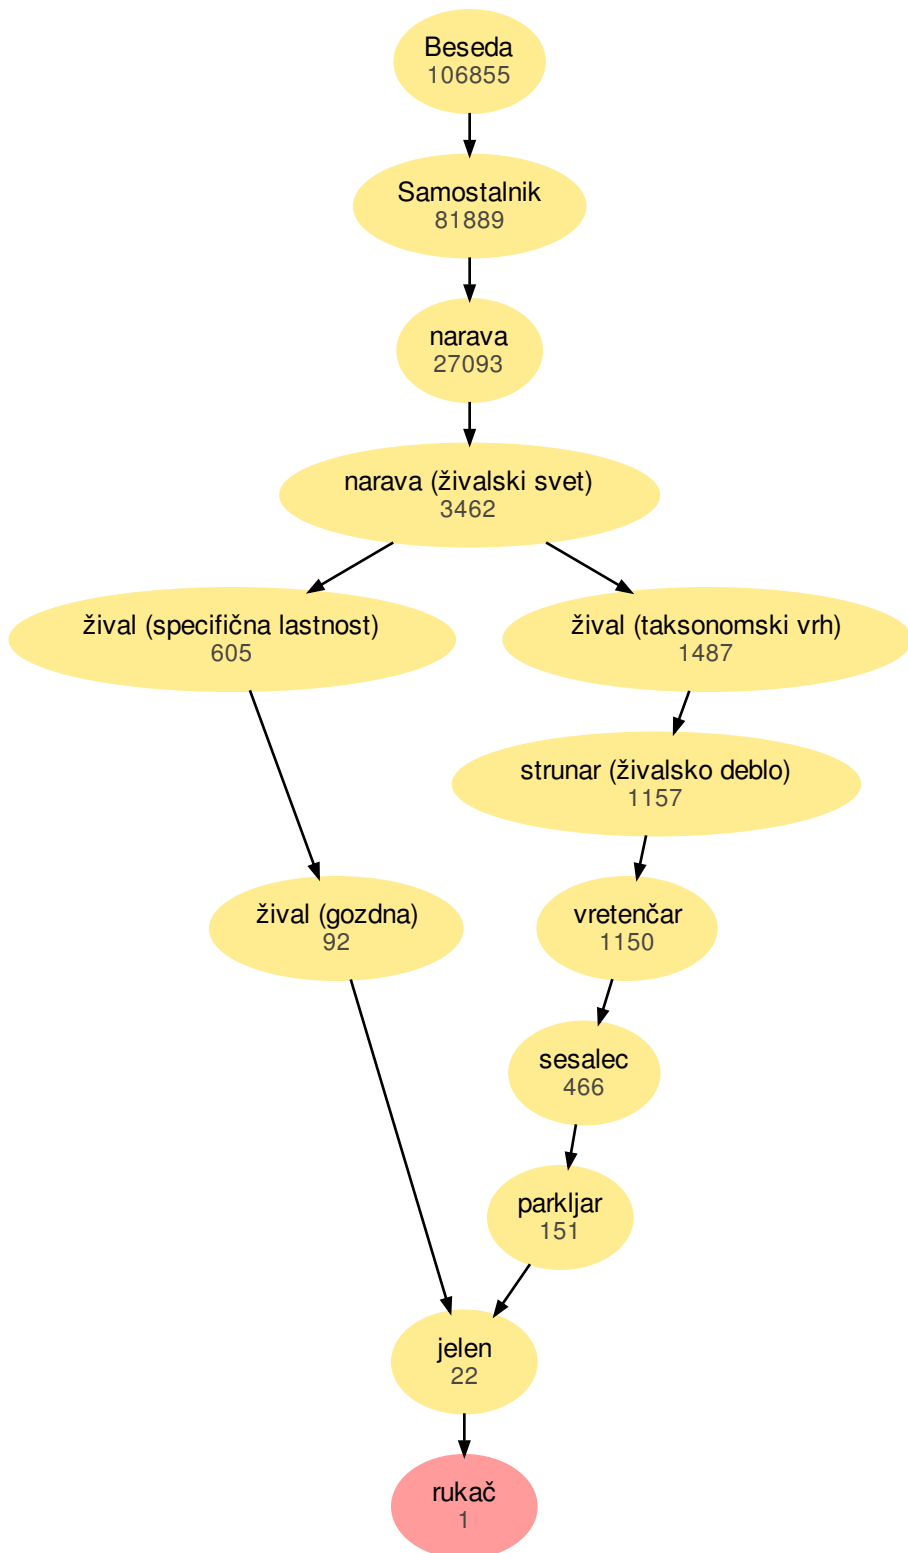 Beseda
106855
Samostalnik
81889
narava
27093
narava (živalski svet)
3462
žival (specifična lastnost)
605
žival (taksonomski vrh)
1487
strunar (živalsko deblo)
1157
žival (gozdna)
92
vretenčar
1150
sesalec
466
parkljar
151
jelen
22
rukač
1